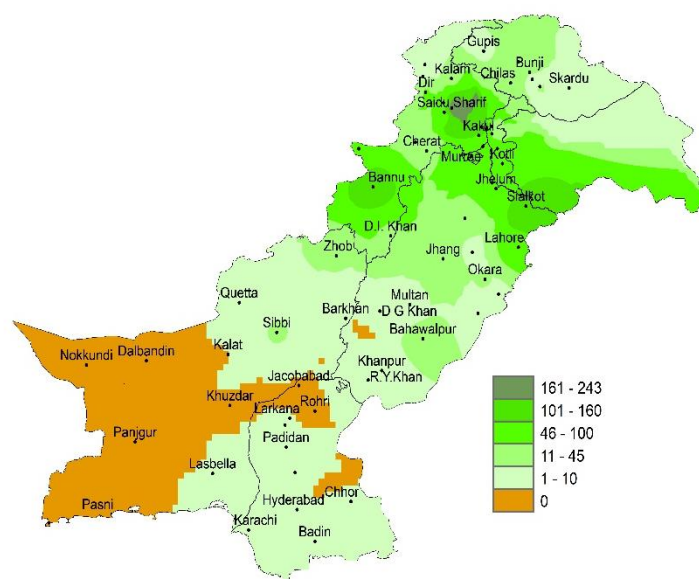 Gupis
Bunji
Kalam
Chilas
Skardu
Dir
Saidu Sharif
Kakul
Cherat
Murree
Kotli
Bannu
Jhelum
Sialkot
D.I. Khan
Zhob
Lahore
Jhang
Okara
Quetta
Multan
Barkhan
D G Khan
Sibbi
Bahawalpur
Kalat
Dalbandin
Nokkundi
Khanpur
R.Y.Khan
Jacobabad
161 - 243
Khuzdar
Rohri
101 - 160
Larkana
46 - 100
Panjgur
Padidan
11 - 45
Lasbella
1 - 10
Pasni
Chhor
0
Hyderabad
Karachi
Badin